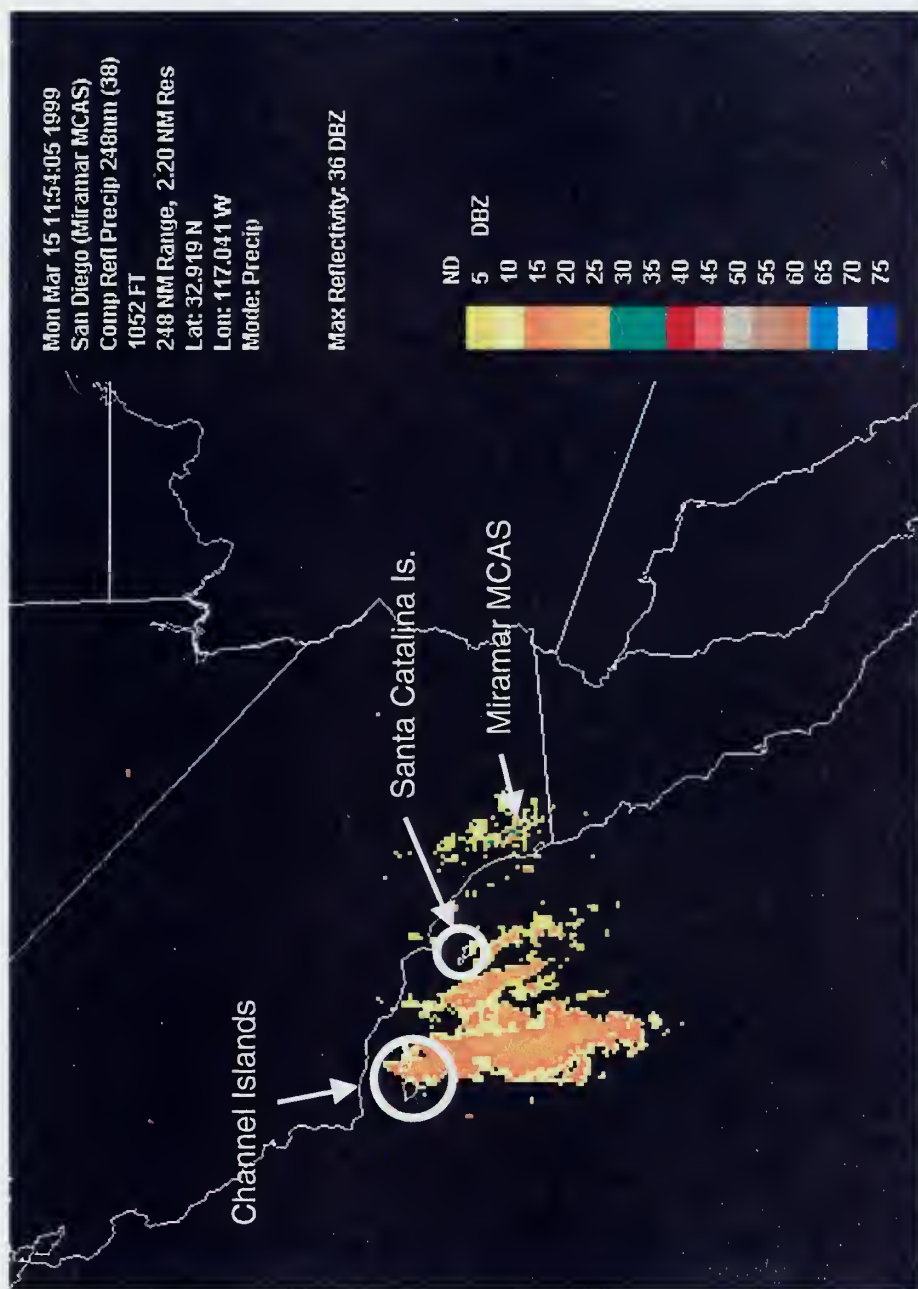 Mon Mar 15 11:54:05 1999
San Diego (Miramar MCAS)
Comp Refl Precip 248nm (38)
1052 FT
248 NM Range, 2.20 NM Res
Lat: 32.919 N
Lon: 117.041 W
Mode: Precip
Max Reflectivity: 36 DBZ
ND
DBZ
5
10
15
20
25
30
35
40
45
50
55
60
65
70
75
Channel Islands
Santa Catalina Is.
Miramar MCAS